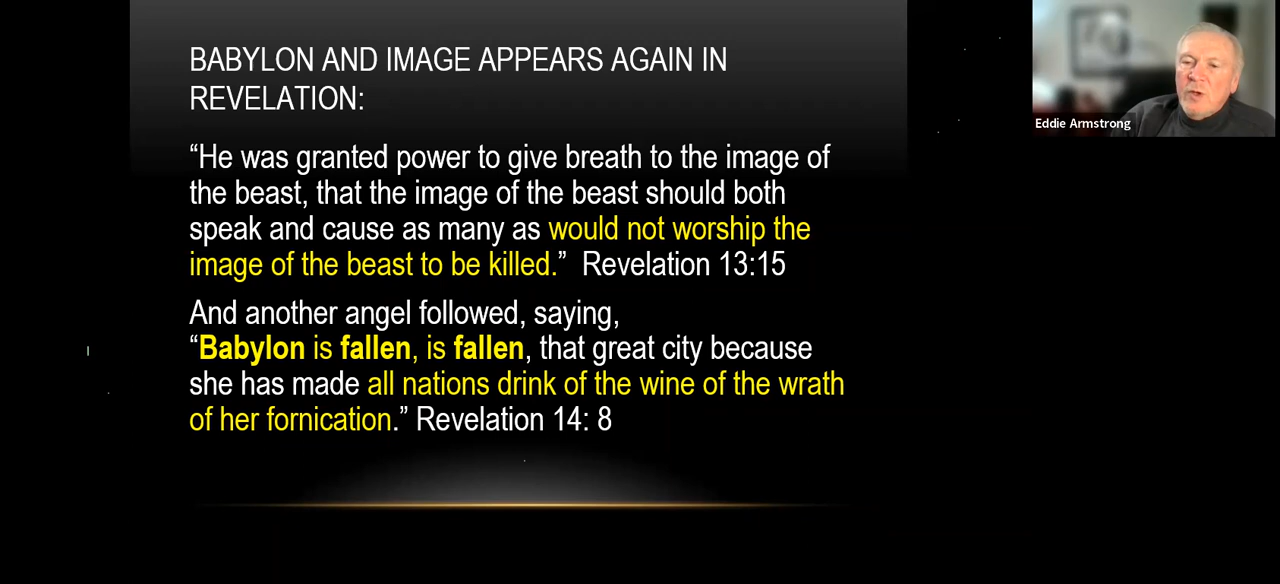 BABYLON AND IMAGE APPEARS AGAIN IN
REVELATION:
“He was granted power to give breath to the image of
the beast, that the image of the beast should both
speak and cause as many as would not worship the
image of the beast to be killed.” Revelation 13:15
And another angel followed, saying,
“Babylon is fallen, is fallen, that great city because
she has made all nations drink of the wine of the wrath
of her fornication.” Revelation 14: 8
Eddie Armstrong